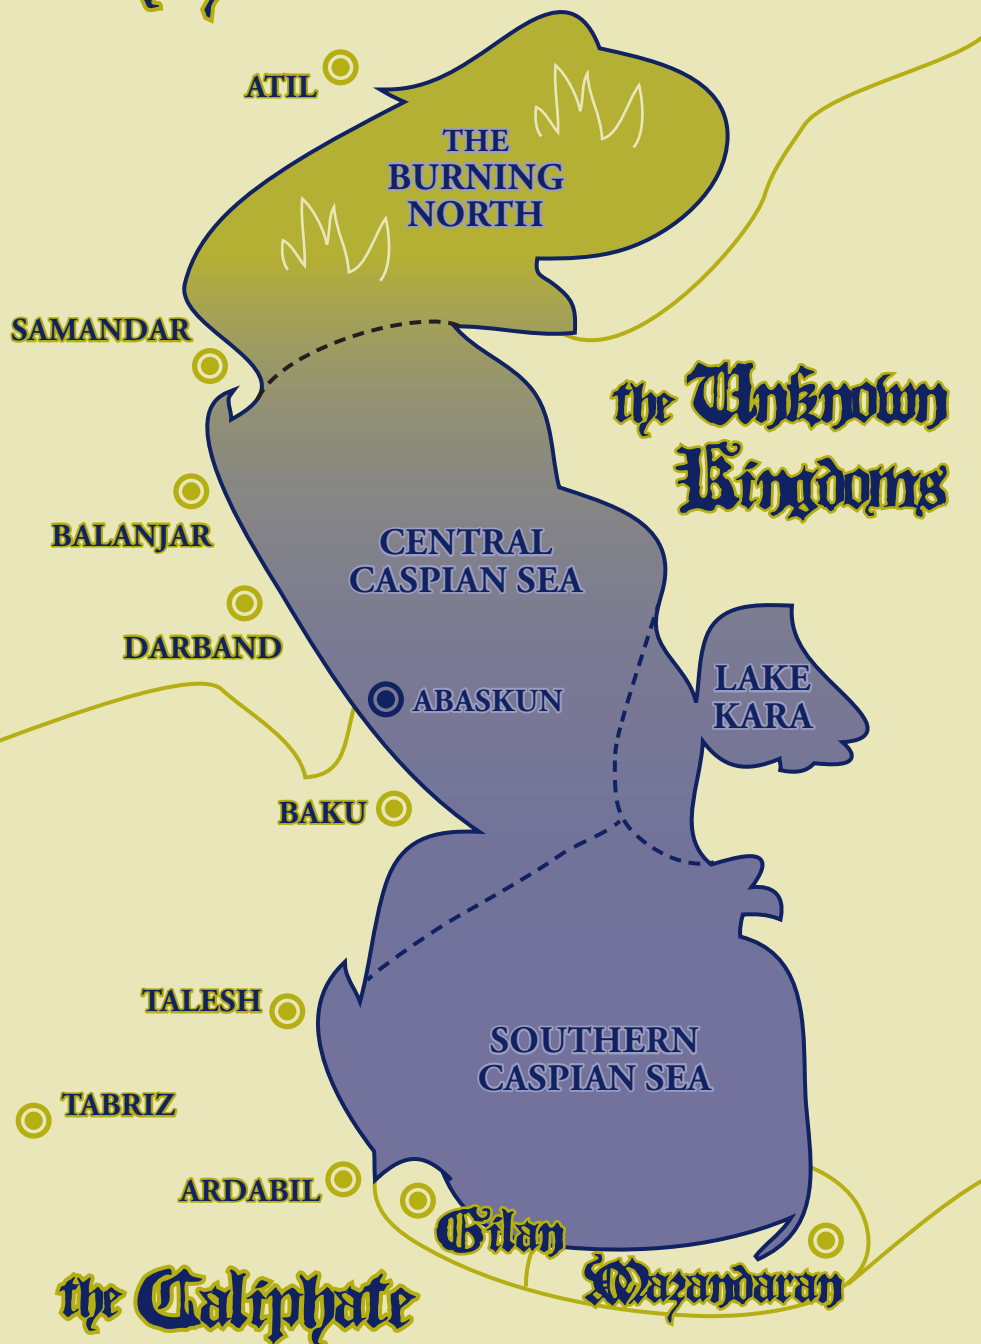 ATIL
THE
BURNING
NORTH
SAMANDAR
the Unknown
Kingdoms
BALANJAR
CENTRAL
CASPIAN SEA
DARBAND
LAKE
KARA
ABASKUN
BAKU
TALESH
SOUTHERN
CASPIAN SEA
TABRIZ
ARDABIL
Gilan
Mazandaran
the Caliphate